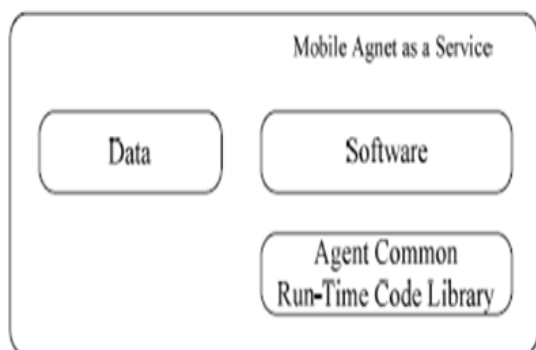 Mobile Agnet as a Service
Data
Software
Agent Common
Run-Time Code Library